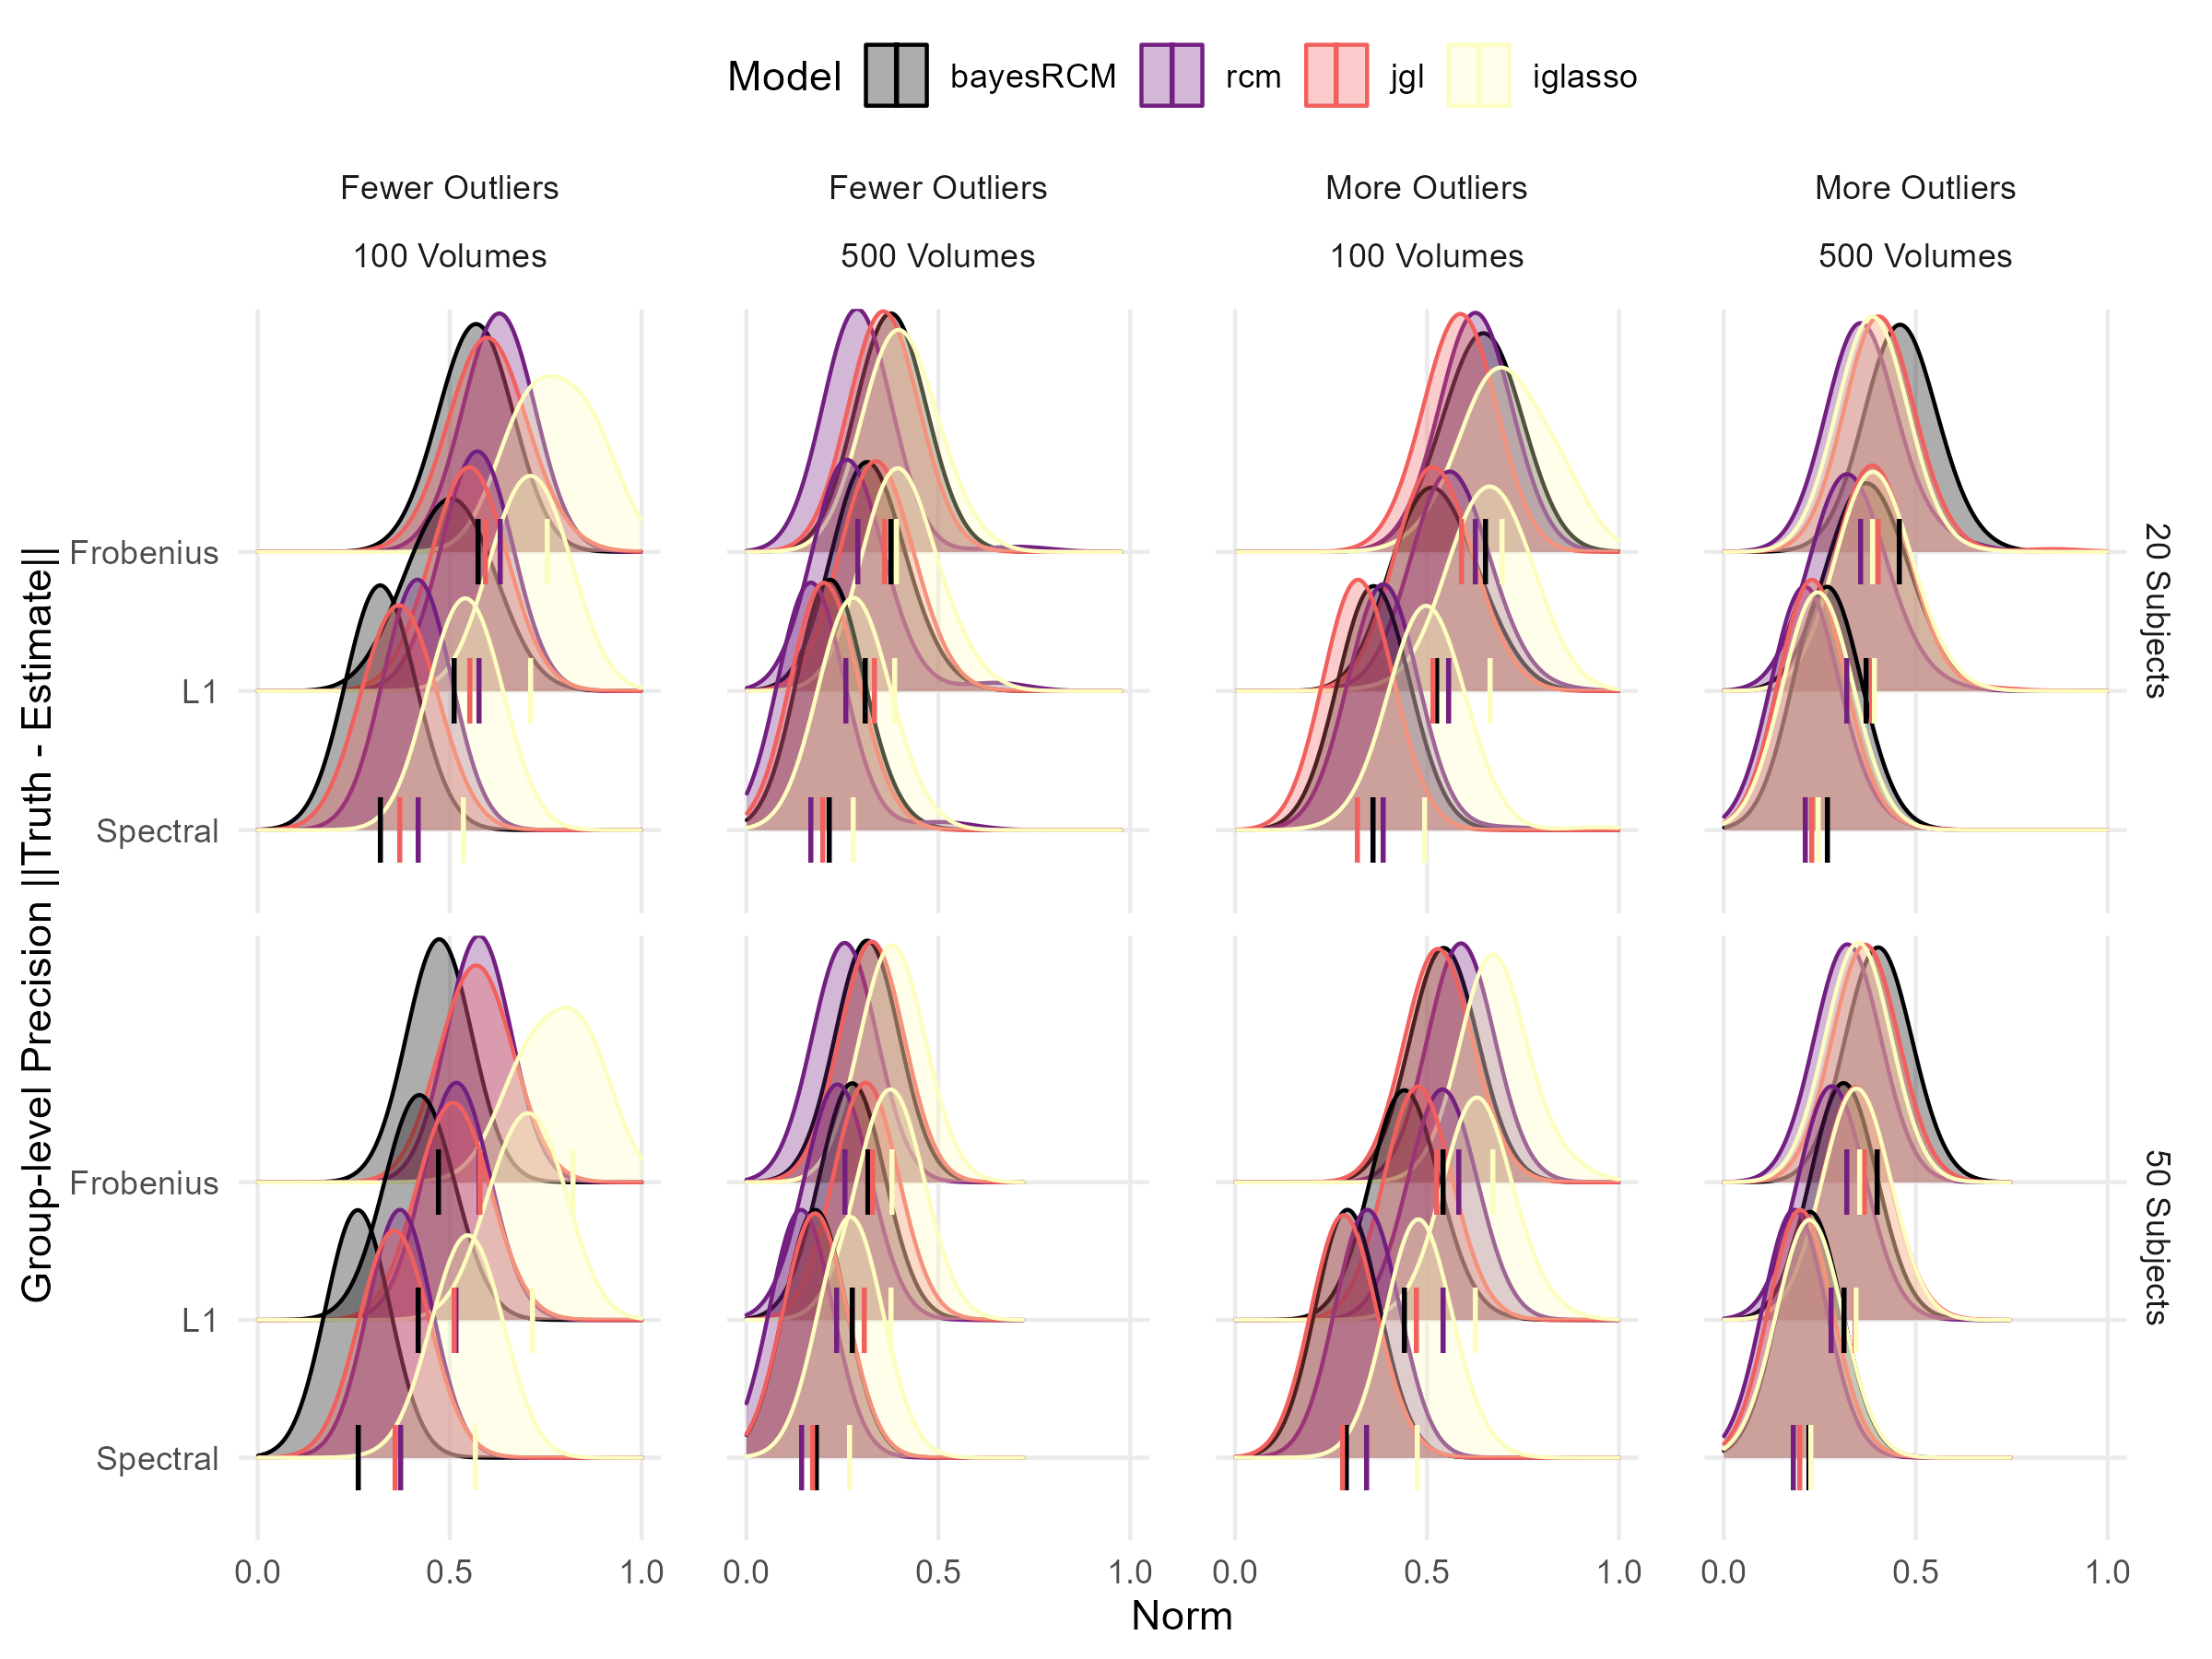 Model bayesRCM rcm jgl iglasso
Fewer Outliers Fewer Outliers More Outliers More Outliers
100 Volumes 500 Volumes 100 Volumes 500 Volumes
Group-level Precision ||Truth - Estimate||
Frobenius
L1
Spectral
20 Subjects
Frobenius
L1
Spectral
50 Subjects
0.0 0.5 1.0 0.0 0.5 1.0 0.0 0.5 1.0 0.0 0.5 1.0
Norm